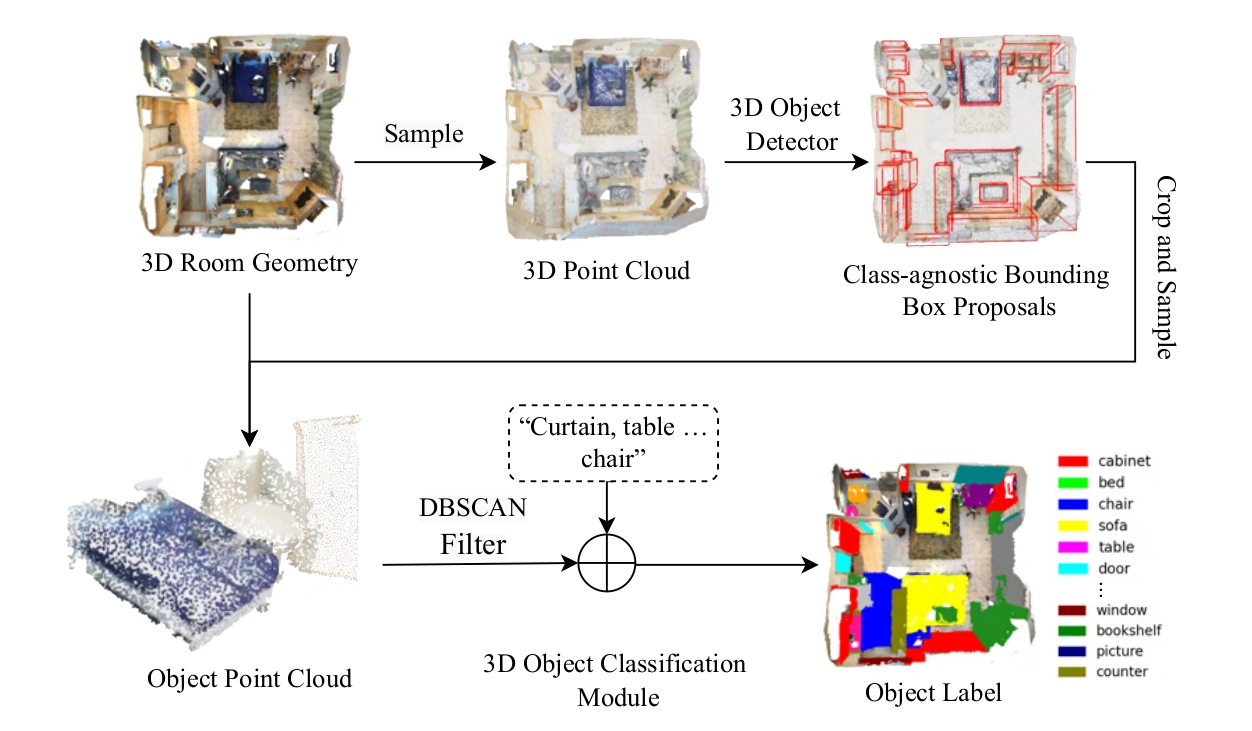 Sample
3D Object
Detector
3D Room Geometry
3D Point Cloud
Class-agnostic Bounding
Box Proposals
Crop and Sample
“Curtain, table …
chair”
DBSCAN
Filter
Object Point Cloud
3D Object Classification
Module
Object Label
cabinet
bed
chair
sofa
table
door
⋮
window
bookshelf
picture
counter